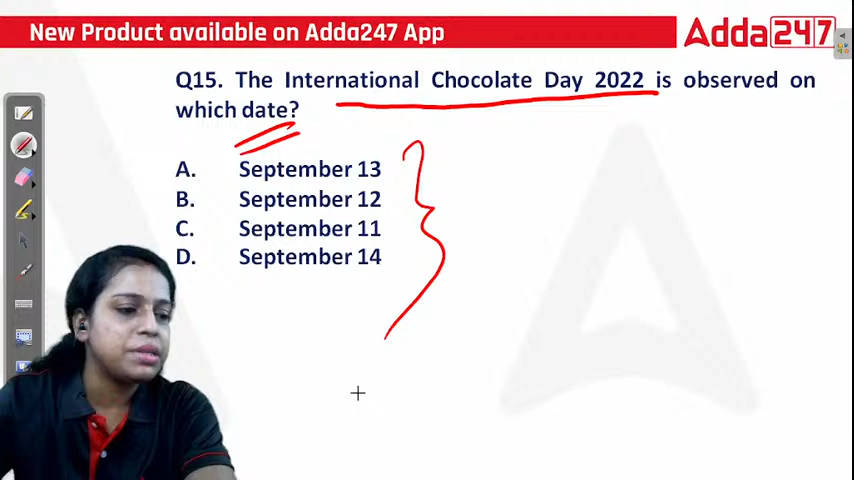 New Product available on Adda247 App
Adda247
Q15. The International Chocolate Day 2022 is observed on
which date?
A. September 13
B. September 12
C. September 11
D. September 14